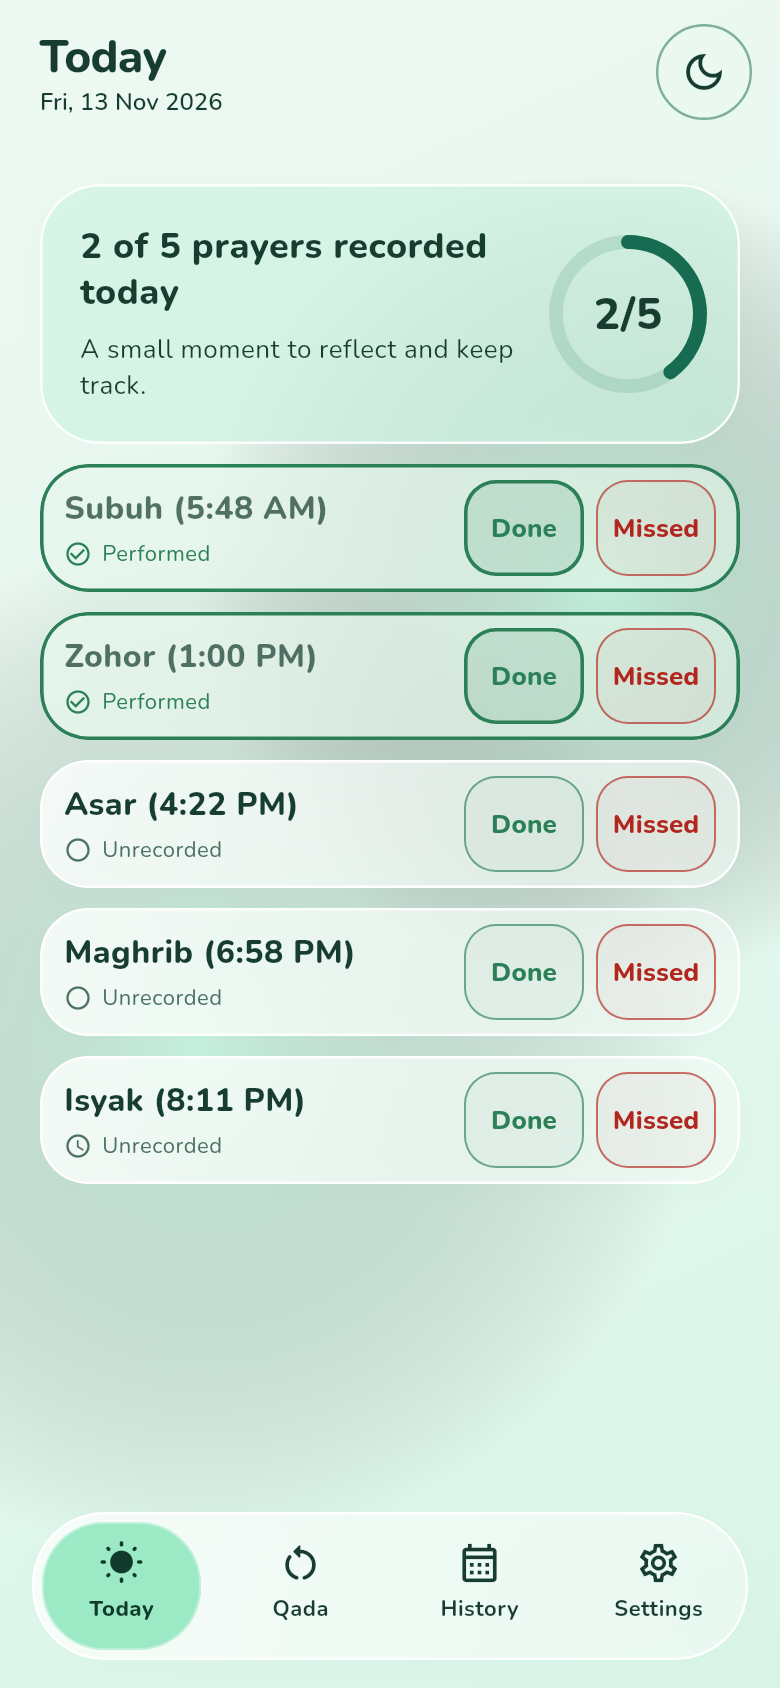 Today
Fri, 13 Nov 2026
2 of 5 prayers recorded
today
A small moment to reflect and keep
track.
2/5
Subuh (5:48 AM)
Performed
Done
Missed
Zohor (1:00 PM)
Performed
Done
Missed
Asar (4:22 PM)
Unrecorded
Done
Missed
Maghrib (6:58 PM)
Unrecorded
Done
Missed
Isyak (8:11 PM)
Unrecorded
Done
Missed
Today
Qada
History
Settings